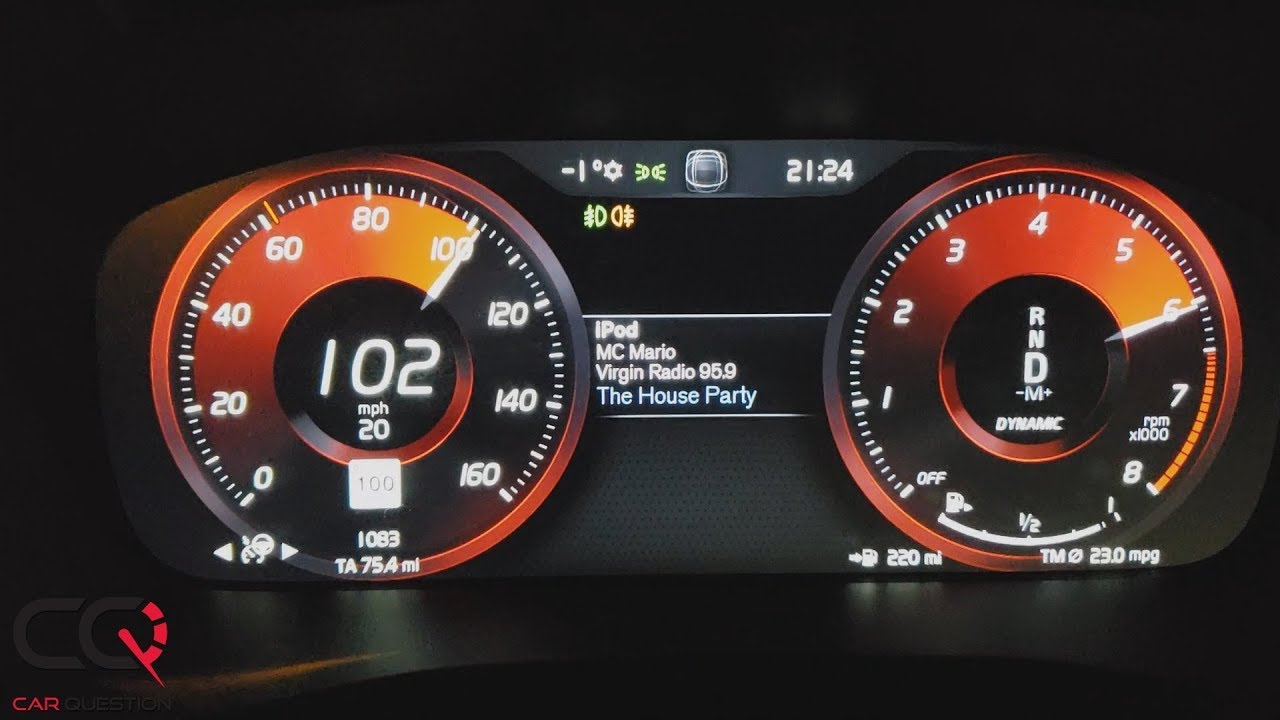 -1° 21:24
0
20
40
60
80
100
120
140
160
102
mph
20
100
1083
TA 75.4 mi
iPod
MC Mario
Virgin Radio 95.9
The House Party
OFF
1
2
3
4
5
6
7
8
rpm
x1000
R
N
D
-M+
DYNAMIC
1/2
1
220 mi
TM Ø 23.0 mpg
CQ
CAR QUESTION